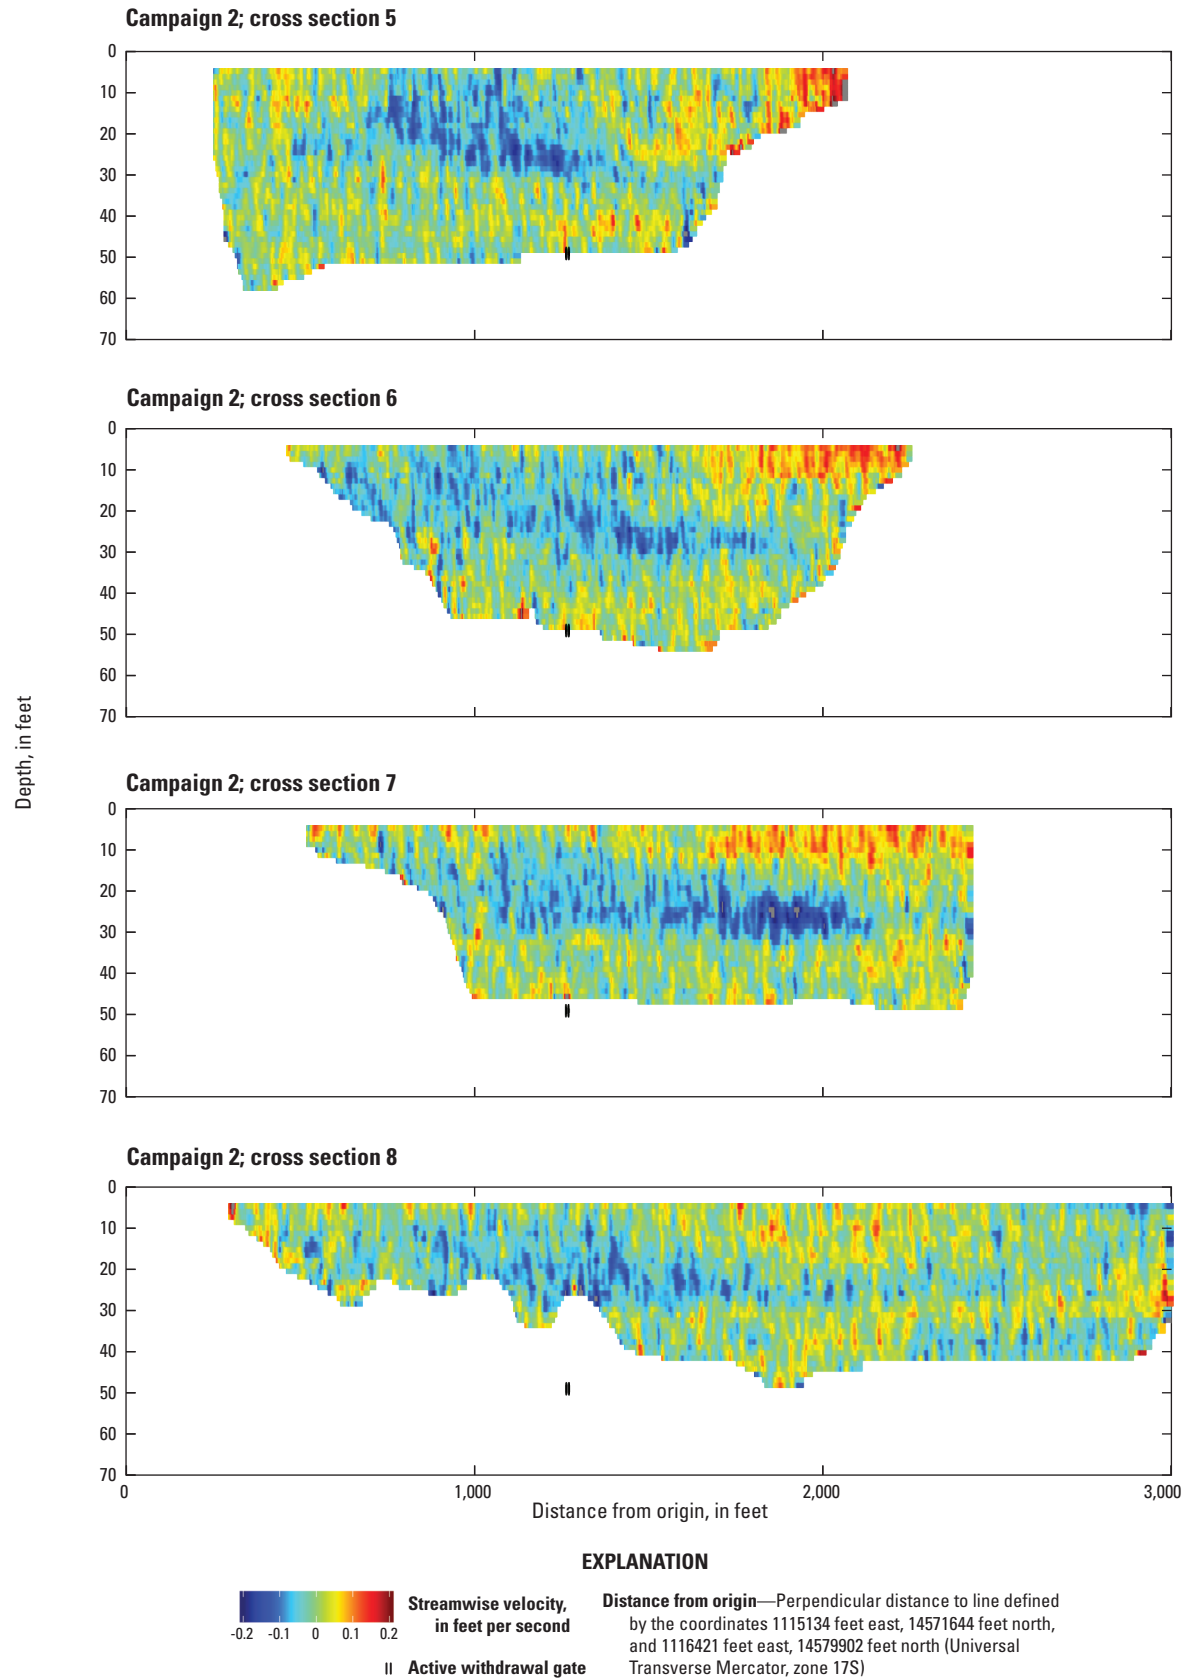 Campaign 2; cross section 5
0
10
20
30
40
50
60
70
Campaign 2; cross section 6
0
10
20
30
40
50
60
70
Depth, in feet
Campaign 2; cross section 7
0
10
20
30
40
50
60
70
Campaign 2; cross section 8
0
10
20
30
40
50
60
70
0 1,000 2,000 3,000
Distance from origin, in feet
EXPLANATION
Streamwise velocity,
in feet per second
-0.2 -0.1 0 0.1 0.2
Active withdrawal gate
Distance from origin—Perpendicular distance to line defined
by the coordinates 1115134 feet east, 14571644 feet north,
and 1116421 feet east, 14579902 feet north (Universal
Transverse Mercator, zone 17S)